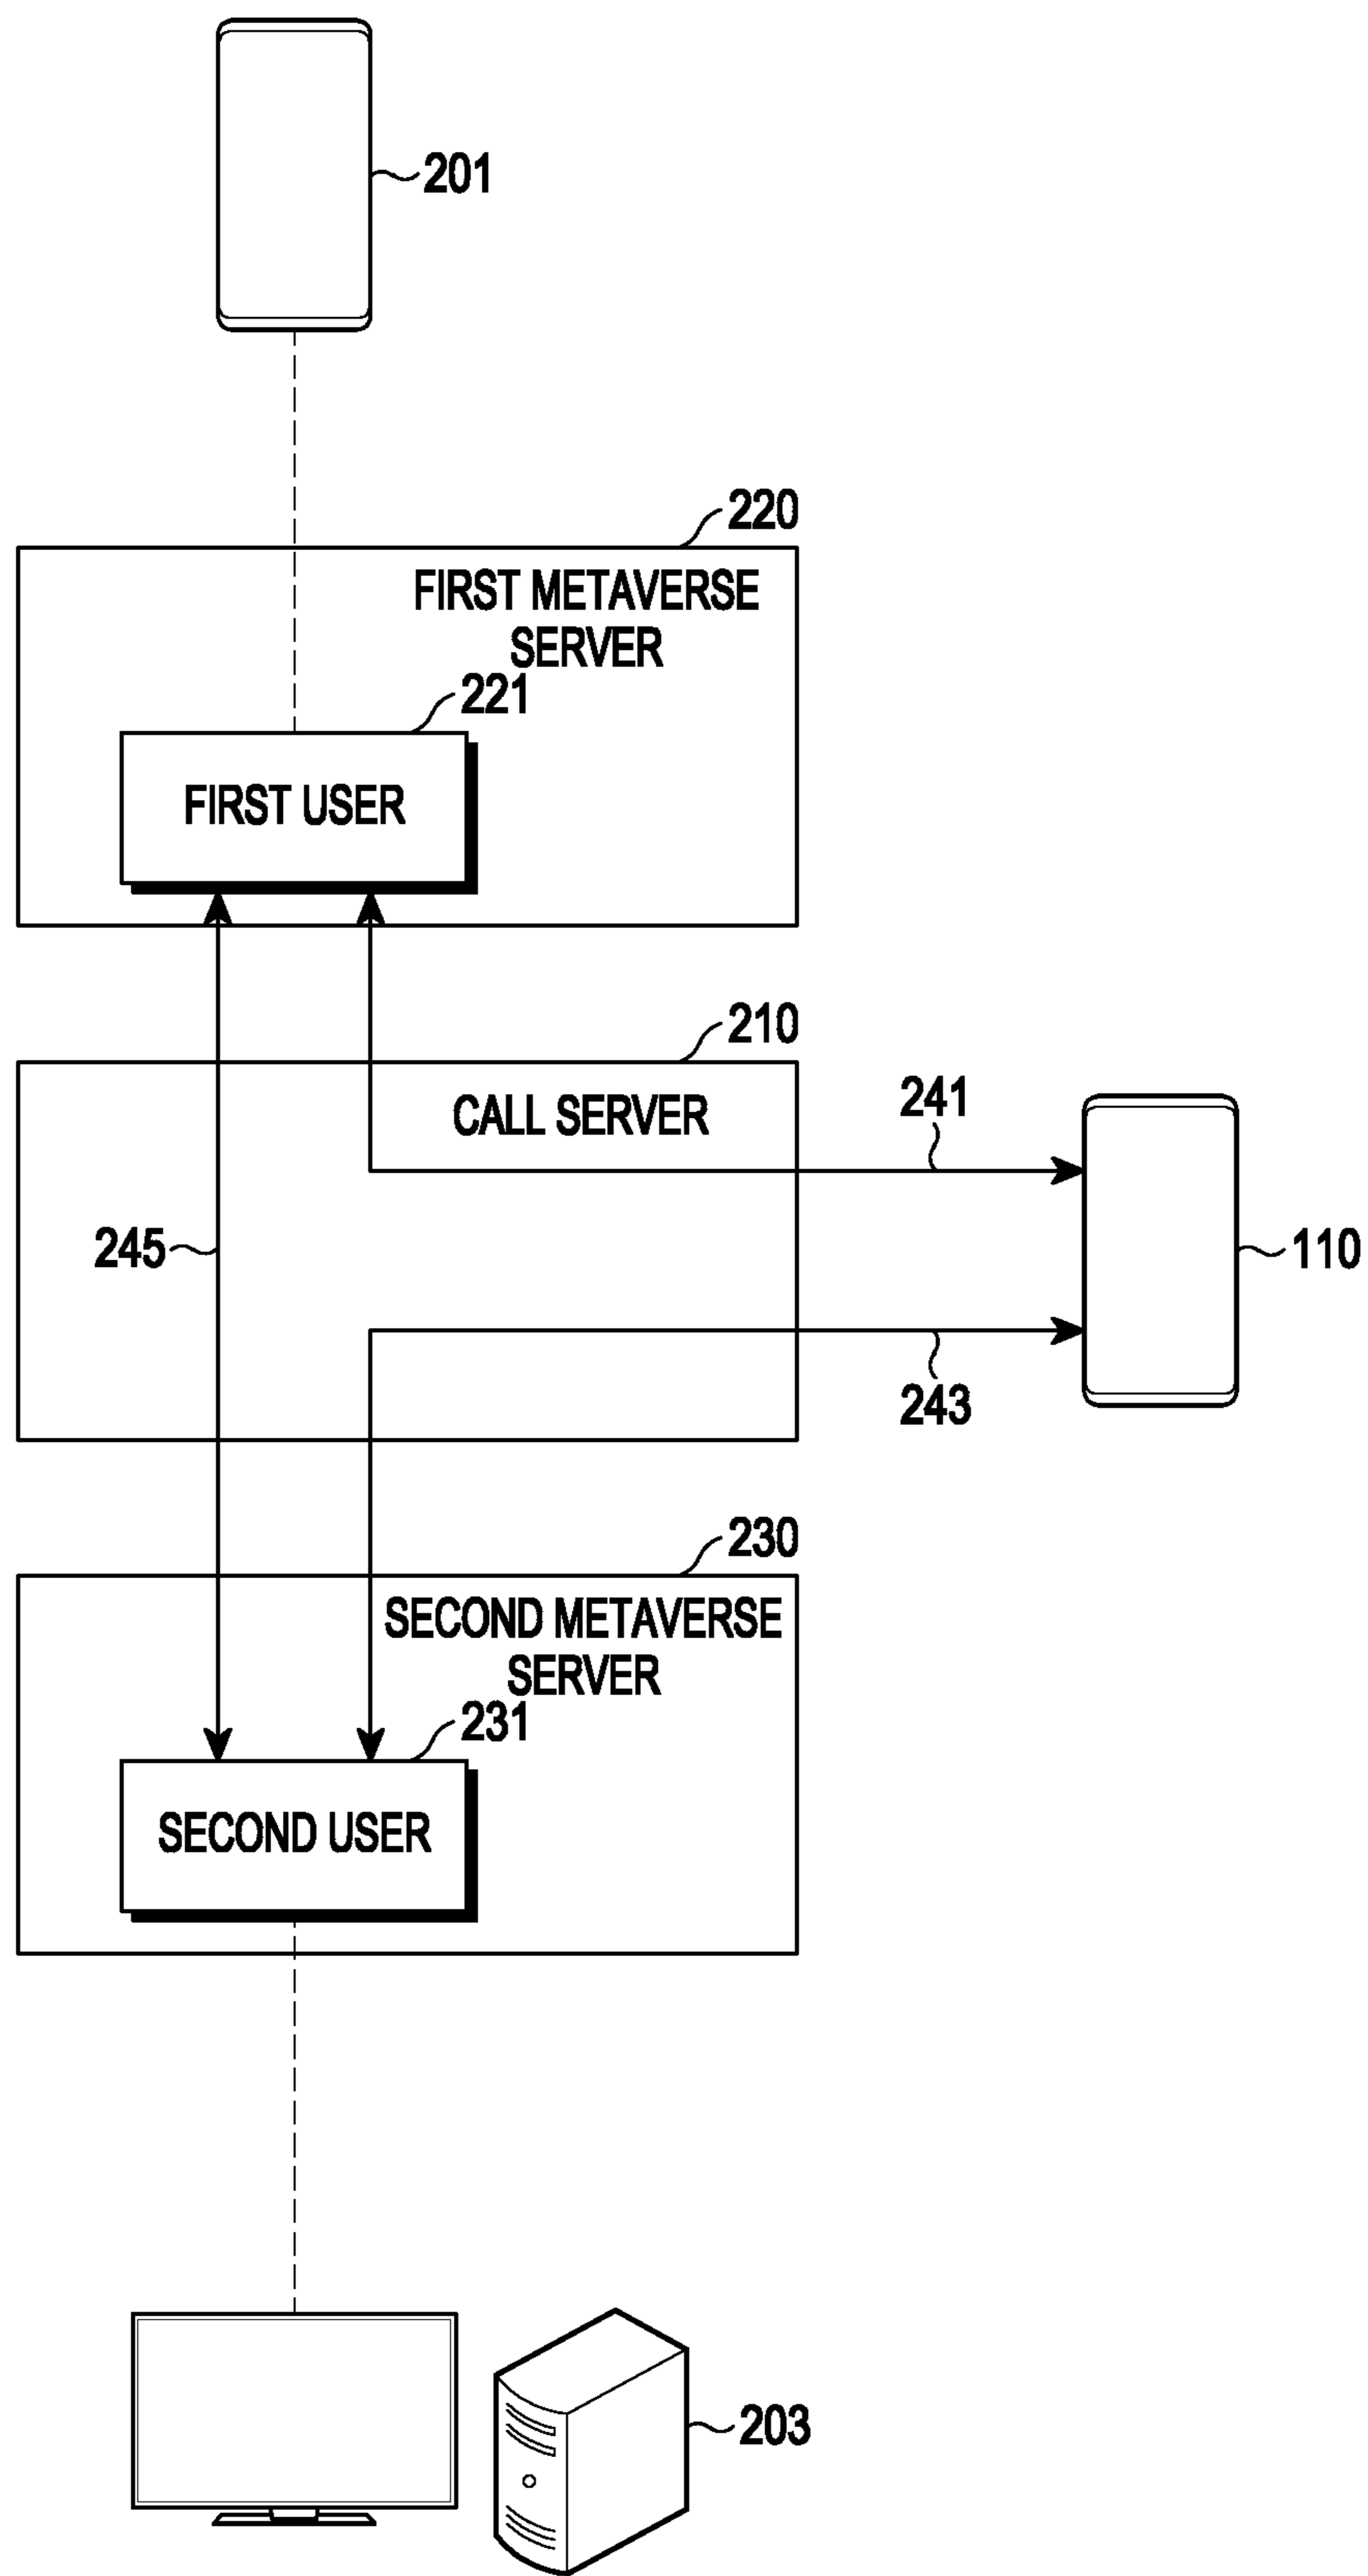 201
220
FIRST METAVERSE
SERVER
221
FIRST USER
210
CALL SERVER
241
245
110
243
230
SECOND METAVERSE
SERVER
231
SECOND USER
203